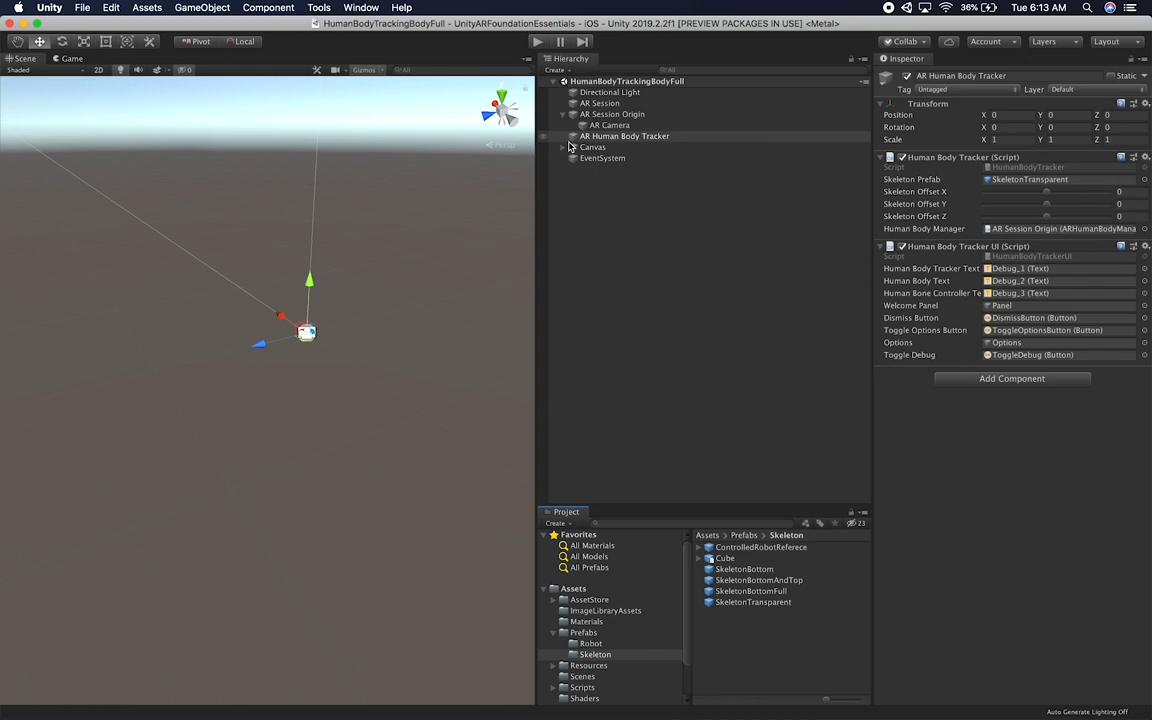 Unity File Edit Assets GameObject Component Tools Window Help 36% Tue 6:13 AM
HumanBodyTrackingBodyFull - UnityARFoundationEssentials - iOS - Unity 2019.2.2f1 [PREVIEW PACKAGES IN USE] <Metal>
Pivot Local Collab Account Layers Layout
Scene Game Hierarchy Inspector
Shaded 2D 0 Gizmos All Create All
HumanBodyTrackingBodyFull
Directional Light
AR Session
AR Session Origin
AR Camera
AR Human Body Tracker
Canvas
EventSystem
Persp
AR Human Body Tracker Static
Tag Untagged Layer Default
Transform
Position X 0 Y 0 Z 0
Rotation X 0 Y 0 Z 0
Scale X 1 Y 1 Z 1
Human Body Tracker (Script)
Script HumanBodyTracker
Skeleton Prefab SkeletonTransparent
Skeleton Offset X 0
Skeleton Offset Y 0
Skeleton Offset Z 0
Human Body Manager AR Session Origin (ARHumanBodyMana
Human Body Tracker UI (Script)
Script HumanBodyTrackerUI
Human Body Tracker Text Debug_1 (Text)
Human Body Text Debug_2 (Text)
Human Bone Controller Te Debug_3 (Text)
Welcome Panel Panel
Dismiss Button DismissButton (Button)
Toggle Options Button ToggleOptionsButton (Button)
Options Options
Toggle Debug ToggleDebug (Button)
Add Component
Project
Create 23
Favorites
All Materials
All Models
All Prefabs
Assets
AssetStore
ImageLibraryAssets
Materials
Prefabs
Robot
Skeleton
Resources
Scenes
Scripts
Shaders
Assets > Prefabs > Skeleton
ControlledRobotReferece
Cube
SkeletonBottom
SkeletonBottomAndTop
SkeletonBottomFull
SkeletonTransparent
Auto Generate Lighting Off